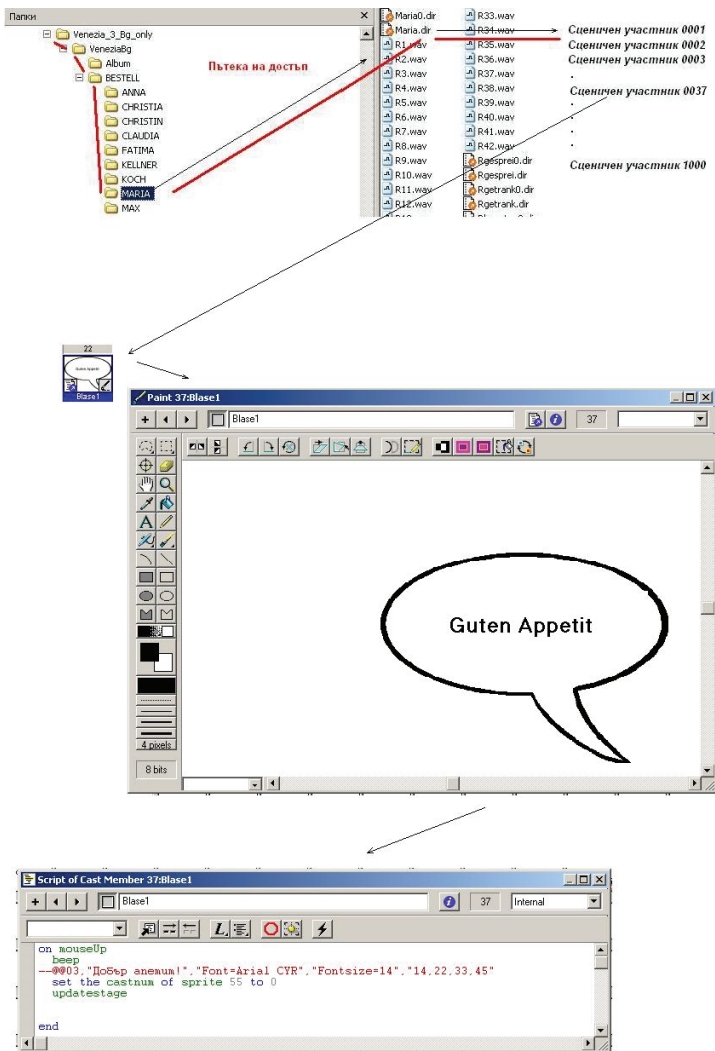 Папки
Venezia_3_Bg_only
VeneziaBg
Album
BESTELL
ANNA
CHRISTIA
CHRISTIN
CLAUDIA
FATIMA
KELLNER
KOCH
MARIA
MAX
Пътека на достъп
Maria0.dir
Maria.dir
R1.wav
R2.wav
R3.wav
R4.wav
R5.wav
R6.wav
R7.wav
R8.wav
R9.wav
R10.wav
R11.wav
R12.wav
R33.wav
R34.wav
R35.wav
R36.wav
R37.wav
R38.wav
R39.wav
R40.wav
R41.wav
R42.wav
Rgesprei0.dir
Rgesprei.dir
Rgetrank0.dir
Rgetrank.dir
Сценичен участник 0001
Сценичен участник 0002
Сценичен участник 0003
.
Сценичен участник 0037
.
.
.
Сценичен участник 1000
22
Guten Appetit
Blase1
Paint 37:Blase1
Blase1
37
Guten Appetit
4 pixels
8 bits
Script of Cast Member 37:Blase1
Blase1
37
Internal
on mouseUp
beep
--@@03,"Добър апетит!","Font=Arial CYR","Fontsize=14","14,22,33,45"
set the castnum of sprite 55 to 0
updatestage
end